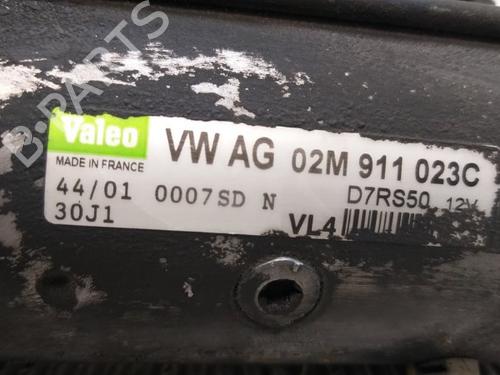 B-PARTS
Valeo
MADE IN FRANCE
VW AG 02M 911 023C
44/01 0007SD N D7RS50 12V
30J1 VL4